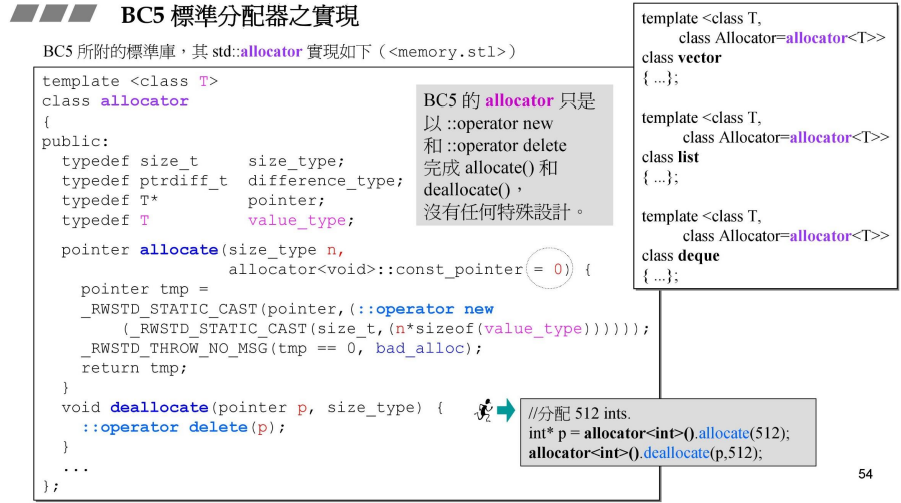 BC5 標準分配器之實現
BC5 所附的標準庫，其 std::allocator 實現如下（<memory.stl>）
template <class T>
class allocator
{
public:
  typedef size_t     size_type;
  typedef ptrdiff_t  difference_type;
  typedef T*         pointer;
  typedef T          value_type;
  pointer allocate(size_type n,
                   allocator<void>::const_pointer = 0) {
    pointer tmp =
    _RWSTD_STATIC_CAST(pointer,(::operator new
        (_RWSTD_STATIC_CAST(size_t,(n*sizeof(value_type))))));
    _RWSTD_THROW_NO_MSG(tmp == 0, bad_alloc);
    return tmp;
  }
  void deallocate(pointer p, size_type) {
    ::operator delete(p);
  }
  ...
};
BC5 的 allocator 只是
以 ::operator new
和 ::operator delete
完成 allocate() 和
deallocate()，
沒有任何特殊設計。
template <class T,
class Allocator=allocator<T>>
class vector
{ ...};
template <class T,
class Allocator=allocator<T>>
class list
{ ...};
template <class T,
class Allocator=allocator<T>>
class deque
{ ...};
//分配 512 ints.
int* p = allocator<int>().allocate(512);
allocator<int>().deallocate(p,512);
54